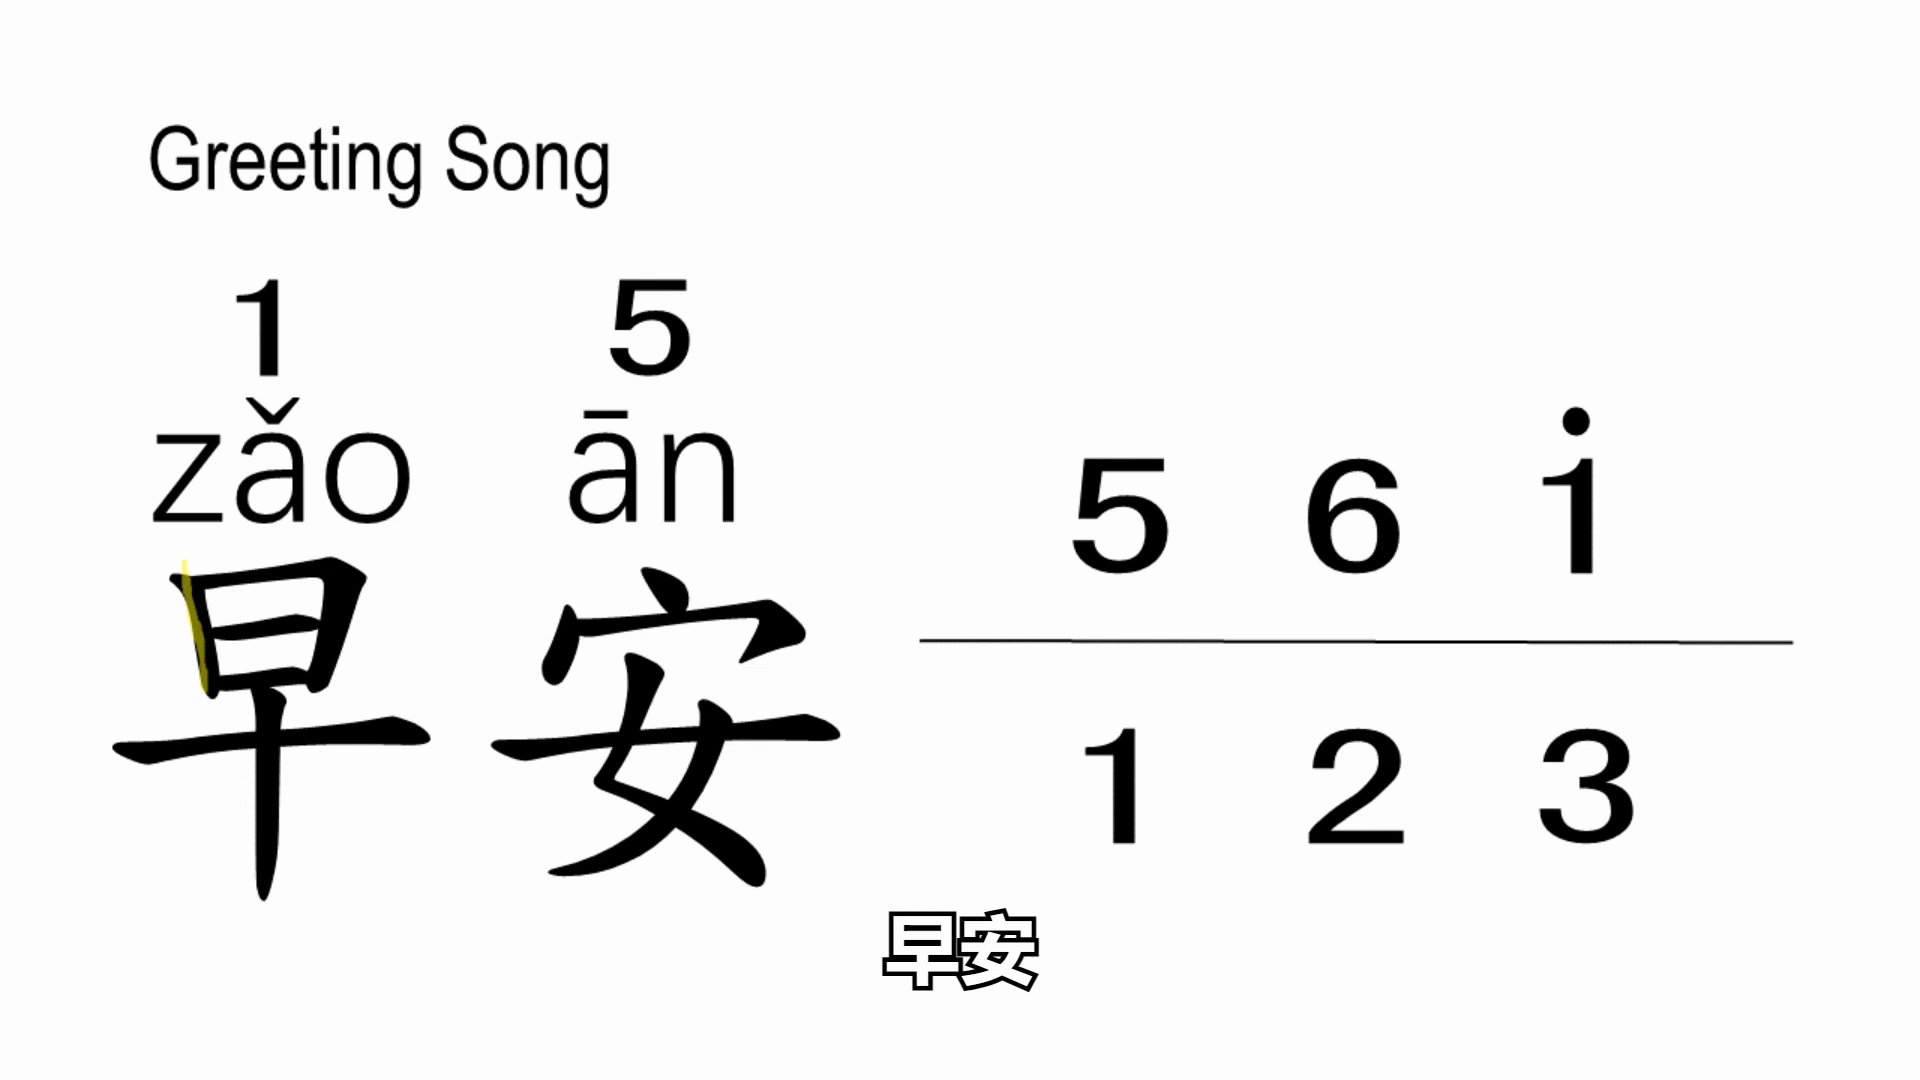 Greeting Song
1 5
zǎo ān
早安
5 6 i̇
1 2 3
早安